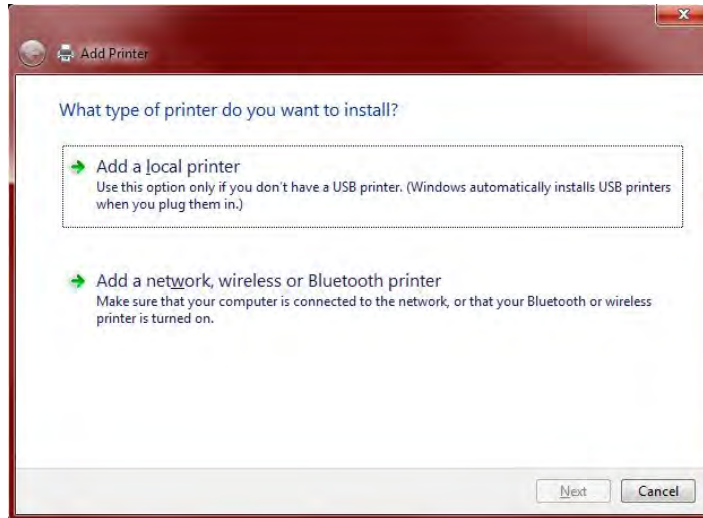 Add Printer
What type of printer do you want to install?
Add a local printer
Use this option only if you don't have a USB printer. (Windows automatically installs USB printers
when you plug them in.)
Add a network, wireless or Bluetooth printer
Make sure that your computer is connected to the network, or that your Bluetooth or wireless
printer is turned on.
Next
Cancel